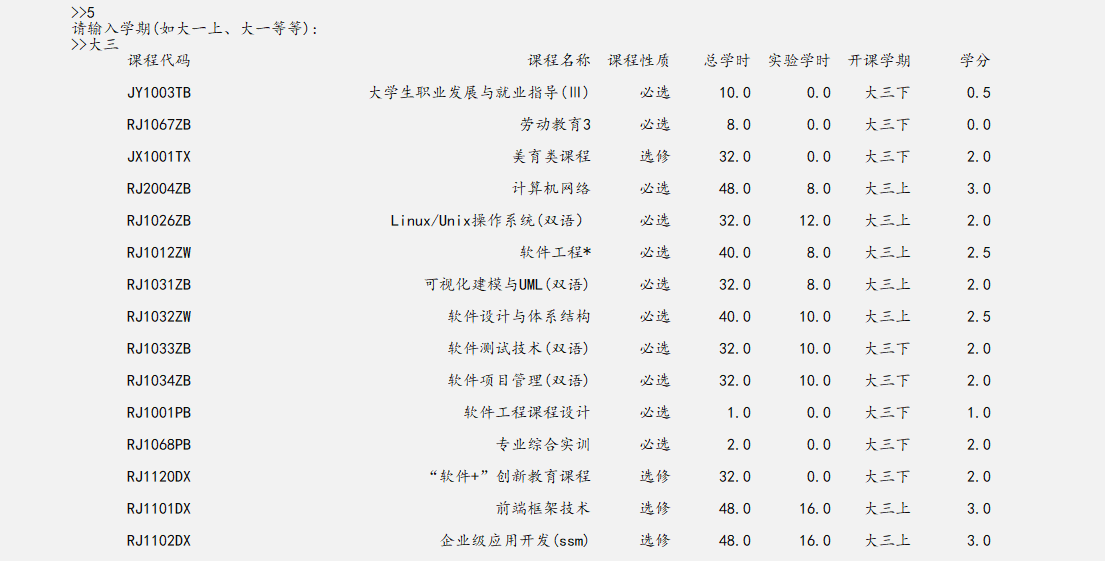 >>5
请输入学期(如大一上、大一等等):
>>大三
课程代码 课程名称 课程性质 总学时 实验学时 开课学期 学分
JY1003TB 大学生职业发展与就业指导(Ⅲ) 必选 10.0 0.0 大三下 0.5
RJ1067ZB 劳动教育3 必选 8.0 0.0 大三下 0.0
JX1001TX 美育类课程 选修 32.0 0.0 大三下 2.0
RJ2004ZB 计算机网络 必选 48.0 8.0 大三上 3.0
RJ1026ZB Linux/Unix操作系统(双语) 必选 32.0 12.0 大三上 2.0
RJ1012ZW 软件工程* 必选 40.0 8.0 大三上 2.5
RJ1031ZB 可视化建模与UML(双语) 必选 32.0 8.0 大三上 2.0
RJ1032ZW 软件设计与体系结构 必选 40.0 10.0 大三上 2.5
RJ1033ZB 软件测试技术(双语) 必选 32.0 10.0 大三下 2.0
RJ1034ZB 软件项目管理(双语) 必选 32.0 10.0 大三下 2.0
RJ1001PB 软件工程课程设计 必选 1.0 0.0 大三下 1.0
RJ1068PB 专业综合实训 必选 2.0 0.0 大三下 2.0
RJ1120DX “软件+”创新教育课程 选修 32.0 0.0 大三下 2.0
RJ1101DX 前端框架技术 选修 48.0 16.0 大三上 3.0
RJ1102DX 企业级应用开发(ssm) 选修 48.0 16.0 大三上 3.0